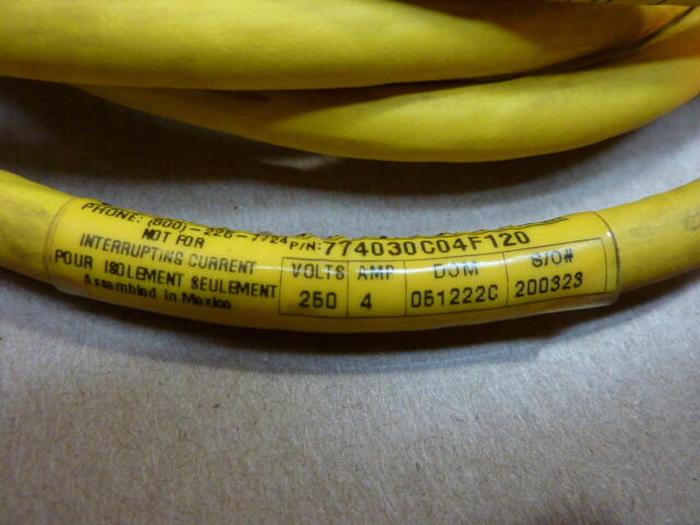 PHONE: (800)-225-7724
P/N: 774030C04F120
NOT FOR
INTERRUPTING CURRENT
POUR ISOLEMENT SEULEMENT
Assembled in Mexico
VOLTS AMP DOM S/O#
250 4 051222C 200323